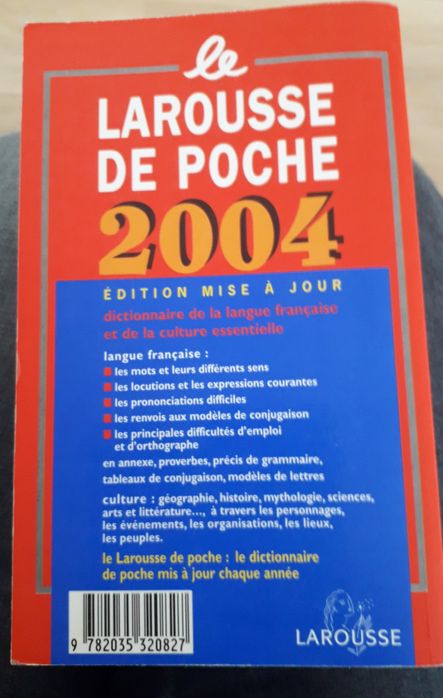 le
LAROUSSE
DE POCHE
2004
ÉDITION MISE À JOUR
dictionnaire de la langue française
et de la culture essentielle
langue française :
les mots et leurs différents sens
les locutions et les expressions courantes
les prononciations difficiles
les renvois aux modèles de conjugaison
les principales difficultés d'emploi
et d'orthographe
en annexe, proverbes, précis de grammaire,
tableaux de conjugaison, modèles de lettres
culture : géographie, histoire, mythologie, sciences,
arts et littérature..., à travers les personnages,
les événements, les organisations, les lieux,
les peuples.
le Larousse de poche : le dictionnaire
de poche mis à jour chaque année
9 782035 320827
LAROUSSE